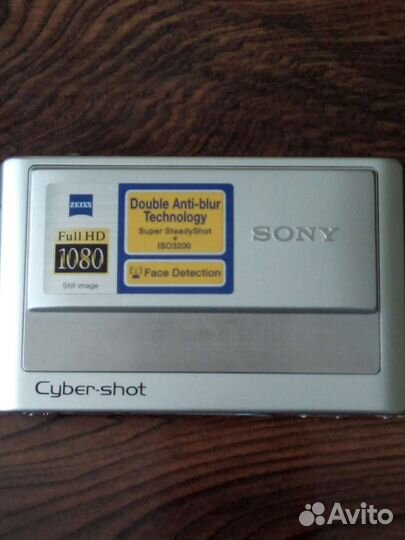 ZEISS
Full HD
1080
Still image
Double Anti-blur
Technology
Super SteadyShot
+
ISO3200
Face Detection
SONY
Cyber-shot
Avito